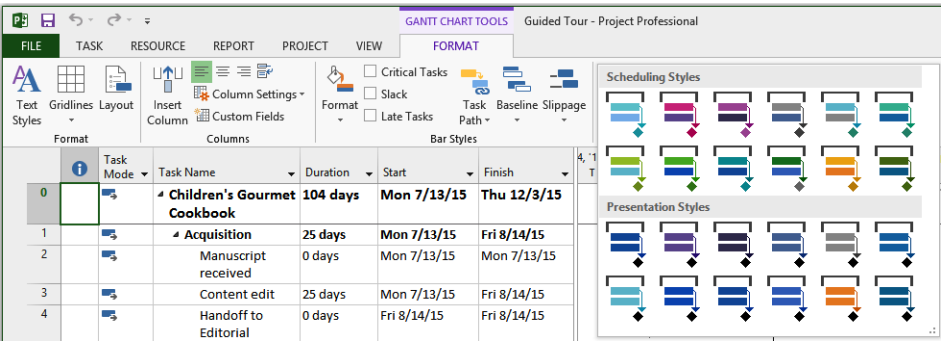 GANTT CHART TOOLS Guided Tour - Project Professional
FILE TASK RESOURCE REPORT PROJECT VIEW FORMAT
Text Styles
Gridlines
Layout
Format
Insert Column
Column Settings
Custom Fields
Columns
Format
Critical Tasks
Slack
Late Tasks
Task Path
Baseline
Slippage
Bar Styles
Scheduling Styles
Presentation Styles
Task Mode Task Name Duration Start Finish
4, '1
T
0 Children's Gourmet 104 days Mon 7/13/15 Thu 12/3/15
Cookbook
1 Acquisition 25 days Mon 7/13/15 Fri 8/14/15
2 Manuscript 0 days Mon 7/13/15 Mon 7/13/15
received
3 Content edit 25 days Mon 7/13/15 Fri 8/14/15
4 Handoff to 0 days Fri 8/14/15 Fri 8/14/15
Editorial